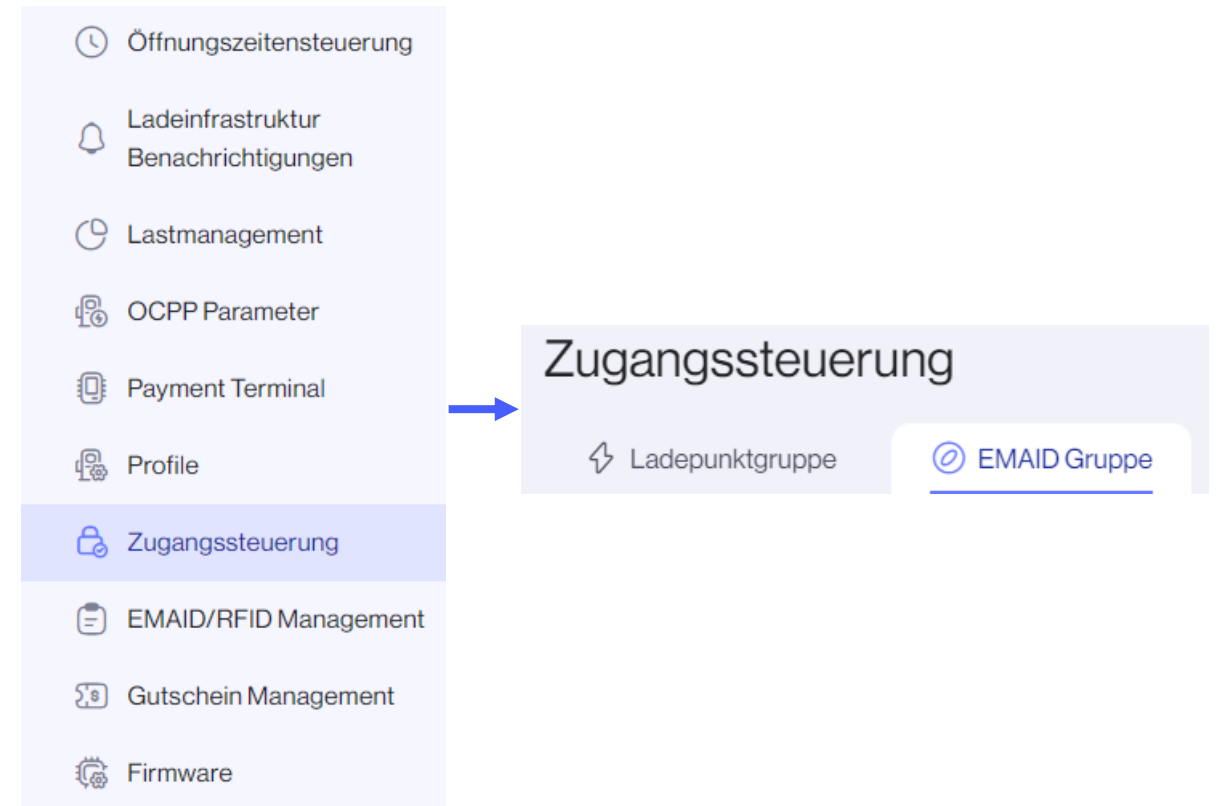 Öffnungszeitensteuerung
Ladeinfrastruktur
Benachrichtigungen
Lastmanagement
OCPP Parameter
Payment Terminal
Profile
Zugangssteuerung
EMAID/RFID Management
Gutschein Management
Firmware
Zugangssteuerung
Ladepunktgruppe
EMAID Gruppe